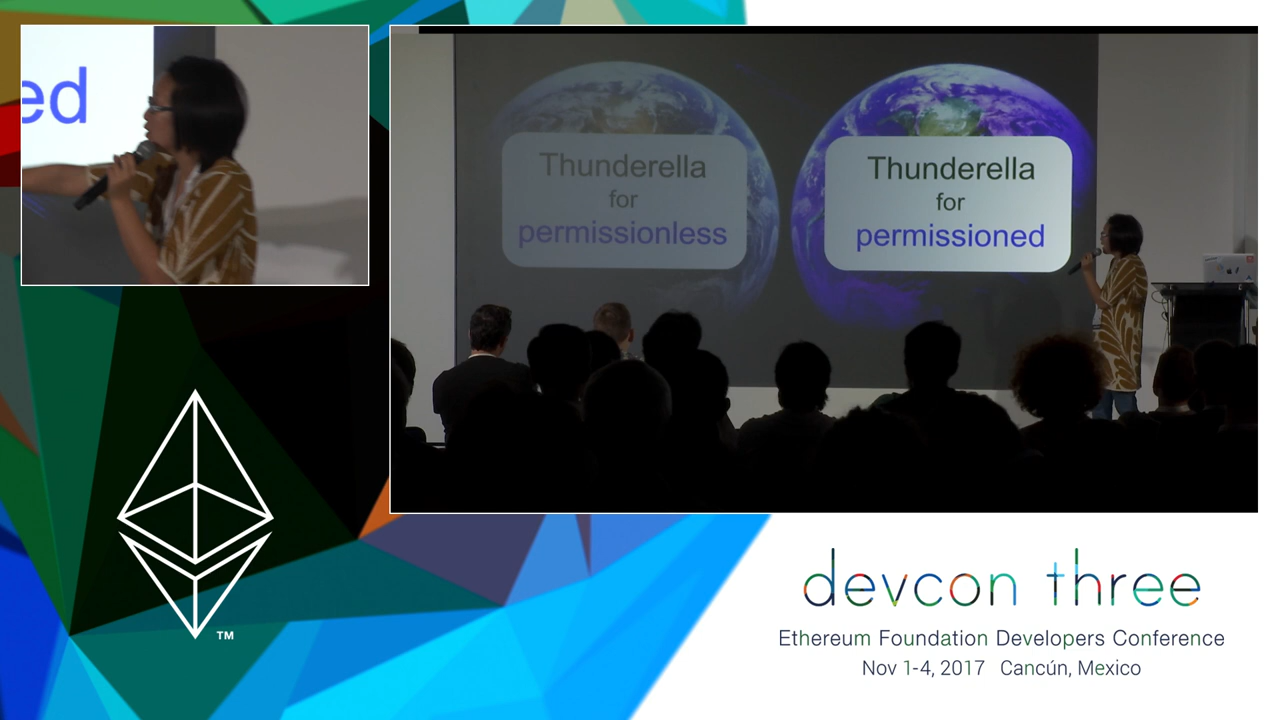 ed
Thunderella
for
permissionless
Thunderella
for
permissioned
TM
devcon three
Ethereum Foundation Developers Conference
Nov 1-4, 2017 Cancún, Mexico